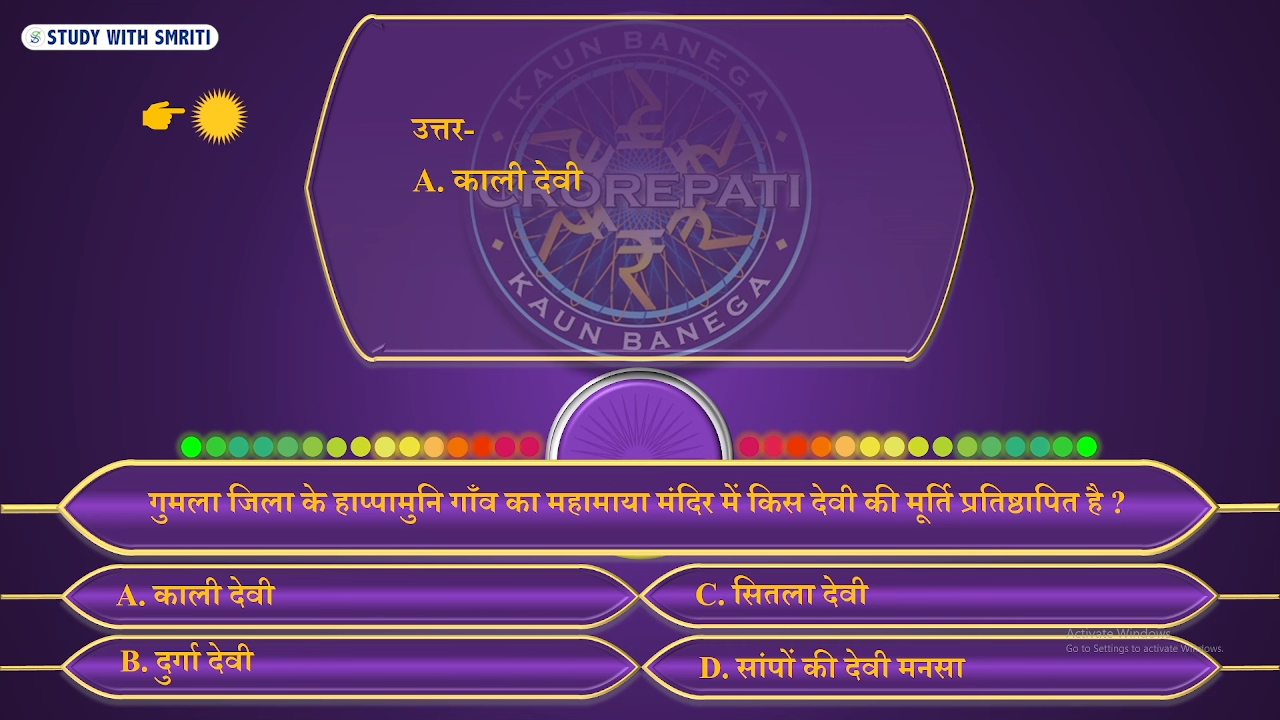 STUDY WITH SMRITI
KAUN BANEGA
उत्तर-
A. काली देवी
CROREPATI
KAUN BANEGA
गुमला जिला के हाप्पामुनि गाँव का महामाया मंदिर में किस देवी की मूर्ति प्रतिष्ठापित है ?
A. काली देवी
C. सितला देवी
B. दुर्गा देवी
D. सांपों की देवी मनसा
Activate Windows
Go to Settings to activate Windows.